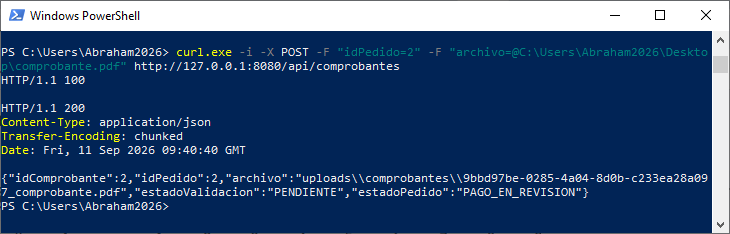 Windows PowerShell
PS C:\Users\Abraham2026> curl.exe -i -X POST -F "idPedido=2" -F "archivo=@C:\Users\Abraham2026\Deskto
p\comprobante.pdf" http://127.0.0.1:8080/api/comprobantes
HTTP/1.1 100

HTTP/1.1 200
Content-Type: application/json
Transfer-Encoding: chunked
Date: Fri, 11 Sep 2026 09:40:40 GMT

{"idComprobante":2,"idPedido":2,"archivo":"uploads\\comprobantes\\9bbd97be-0285-4a04-8d0b-c233ea28a09
7_comprobante.pdf","estadoValidacion":"PENDIENTE","estadoPedido":"PAGO_EN_REVISION"}
PS C:\Users\Abraham2026>